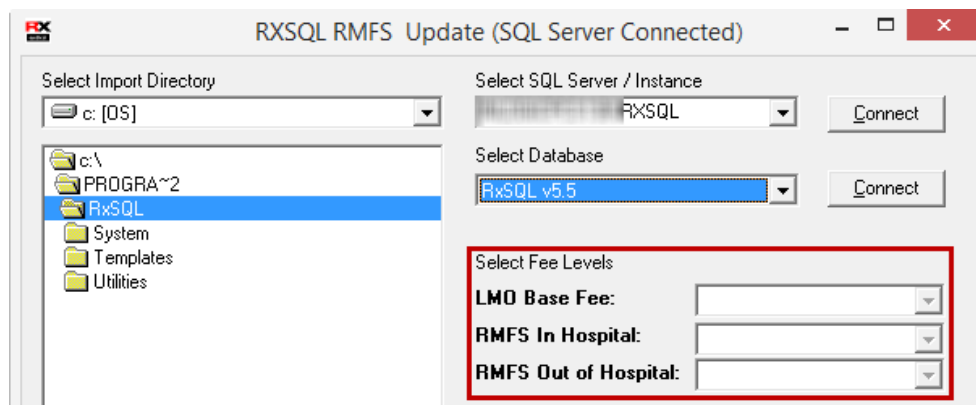 RX
RXSQL RMFS Update (SQL Server Connected)
Select Import Directory
c: [OS]
c:\
PROGRA~2
RxSQL
System
Templates
Utilities
Select SQL Server / Instance
RXSQL
Connect
Select Database
RxSQL v5.5
Connect
Select Fee Levels
LMO Base Fee:
RMFS In Hospital:
RMFS Out of Hospital: